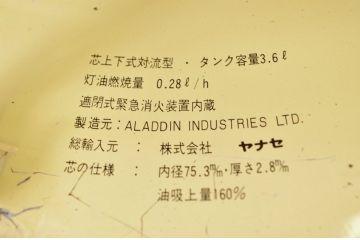 芯上下式対流型 ・ タンク容量3.6ℓ
灯油燃焼量 0.28ℓ/h
遮閉式緊急消火装置内蔵
製造元:ALADDIN INDUSTRIES LTD.
総輸入元 : 株式会社 ヤナセ
芯の仕様 : 内径75.3㎜・厚さ2.8㎜・
油吸上量160%